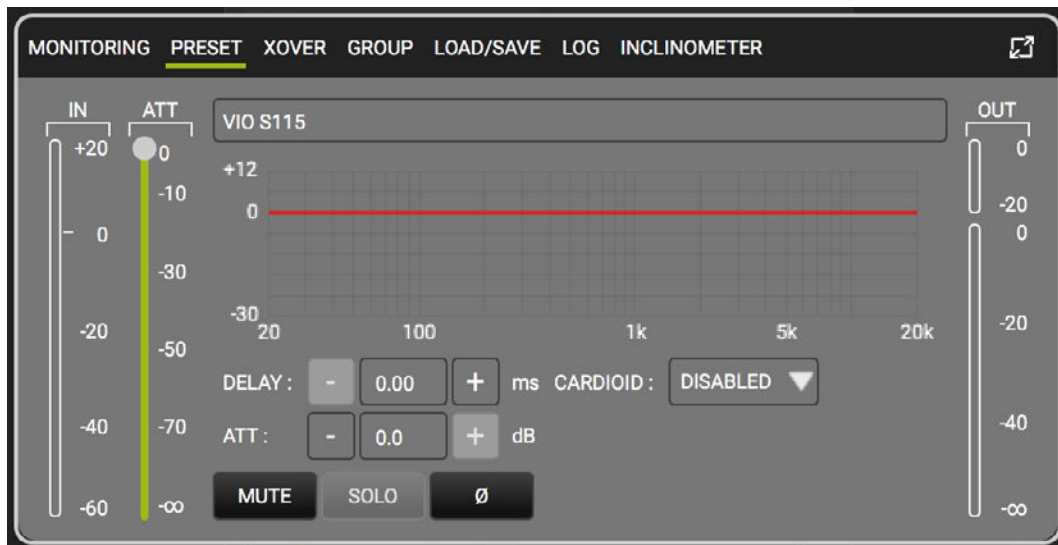 MONITORING PRESET XOVER GROUP LOAD/SAVE LOG INCLINOMETER
IN ATT OUT
VIO S115
+20
0
-20
-40
-60
0
-10
-30
-50
-70
-∞
+12
0
-30
20 100 1k 5k 20k
DELAY : - 0.00 + ms CARDIOID : DISABLED
ATT : - 0.0 + dB
MUTE SOLO Ø
0
-20
0
-20
-40
-∞